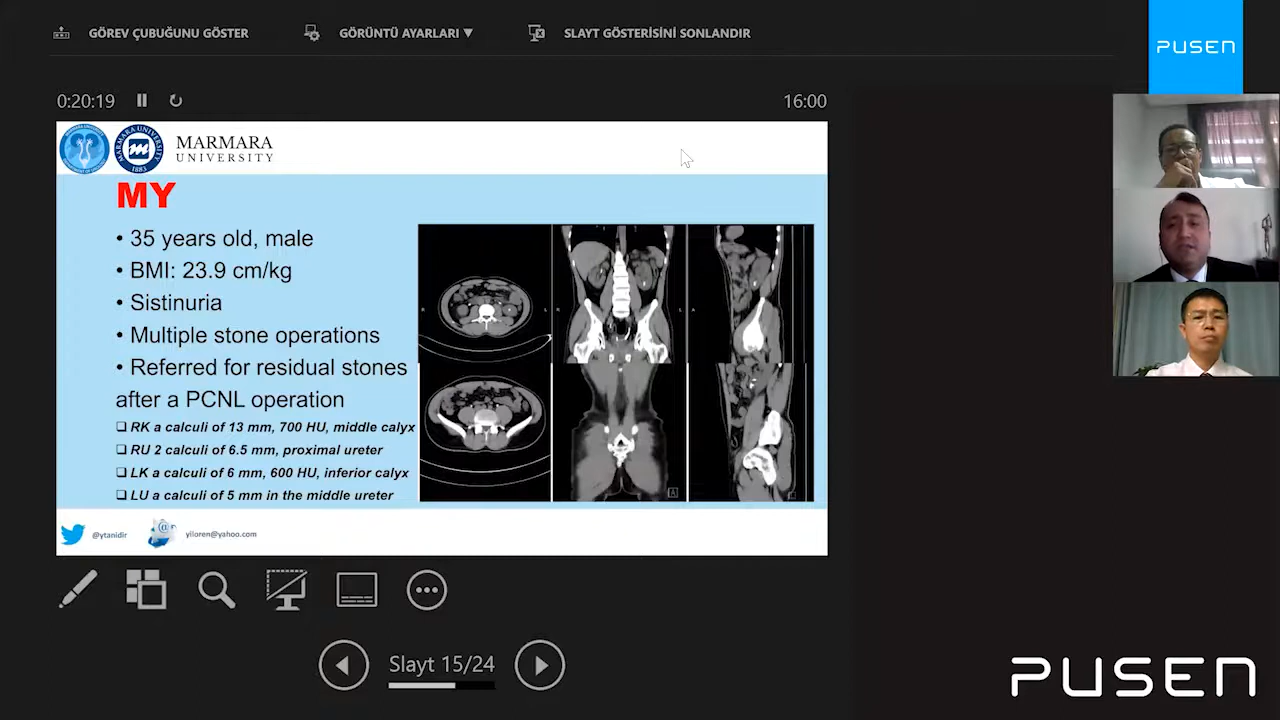 GÖREV ÇUBUĞUNU GÖSTER
GÖRÜNTÜ AYARLARI ▼
SLAYT GÖSTERİSİNİ SONLANDIR
PUSEN
0:20:19
16:00
MARMARA UNIVERSITY
1883
MARMARA
UNIVERSITY
MY
• 35 years old, male
• BMI: 23.9 cm/kg
• Sistinuria
• Multiple stone operations
• Referred for residual stones
after a PCNL operation
❑ RK a calculi of 13 mm, 700 HU, middle calyx
❑ RU 2 calculi of 6.5 mm, proximal ureter
❑ LK a calculi of 6 mm, 600 HU, inferior calyx
❑ LU a calculi of 5 mm in the middle ureter
R
L
R
L
A
A
@ytanidir
@
yiloren@yahoo.com
Slayt 15/24
PUSEN